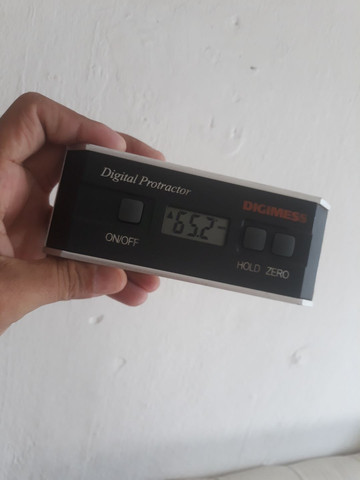 Digital Protractor
DIGIMESS
65.2
ON/OFF
HOLD ZERO